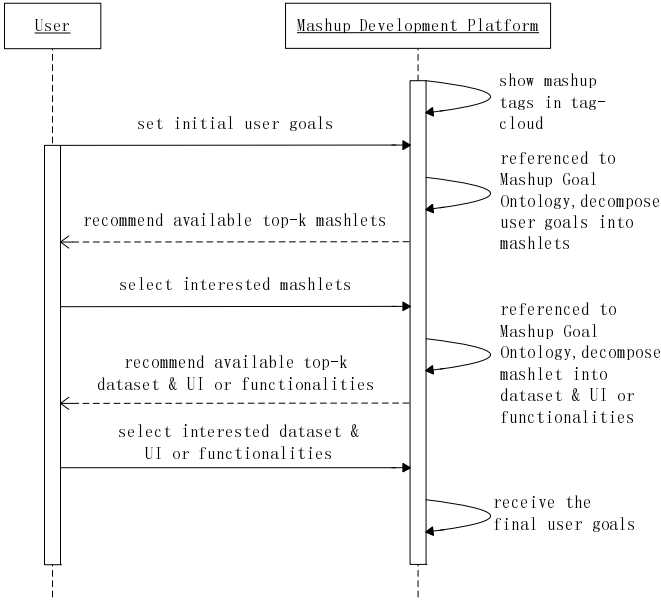 User
Mashup Development Platform
show mashup
tags in tag-
cloud
set initial user goals
referenced to
Mashup Goal
Ontology,decompose
user goals into
mashlets
recommend available top-k mashlets
select interested mashlets
referenced to
Mashup Goal
Ontology,decompose
mashlet into
dataset & UI or
functionalities
recommend available top-k
dataset & UI or functionalities
select interested dataset &
UI or functionalities
receive the
final user goals